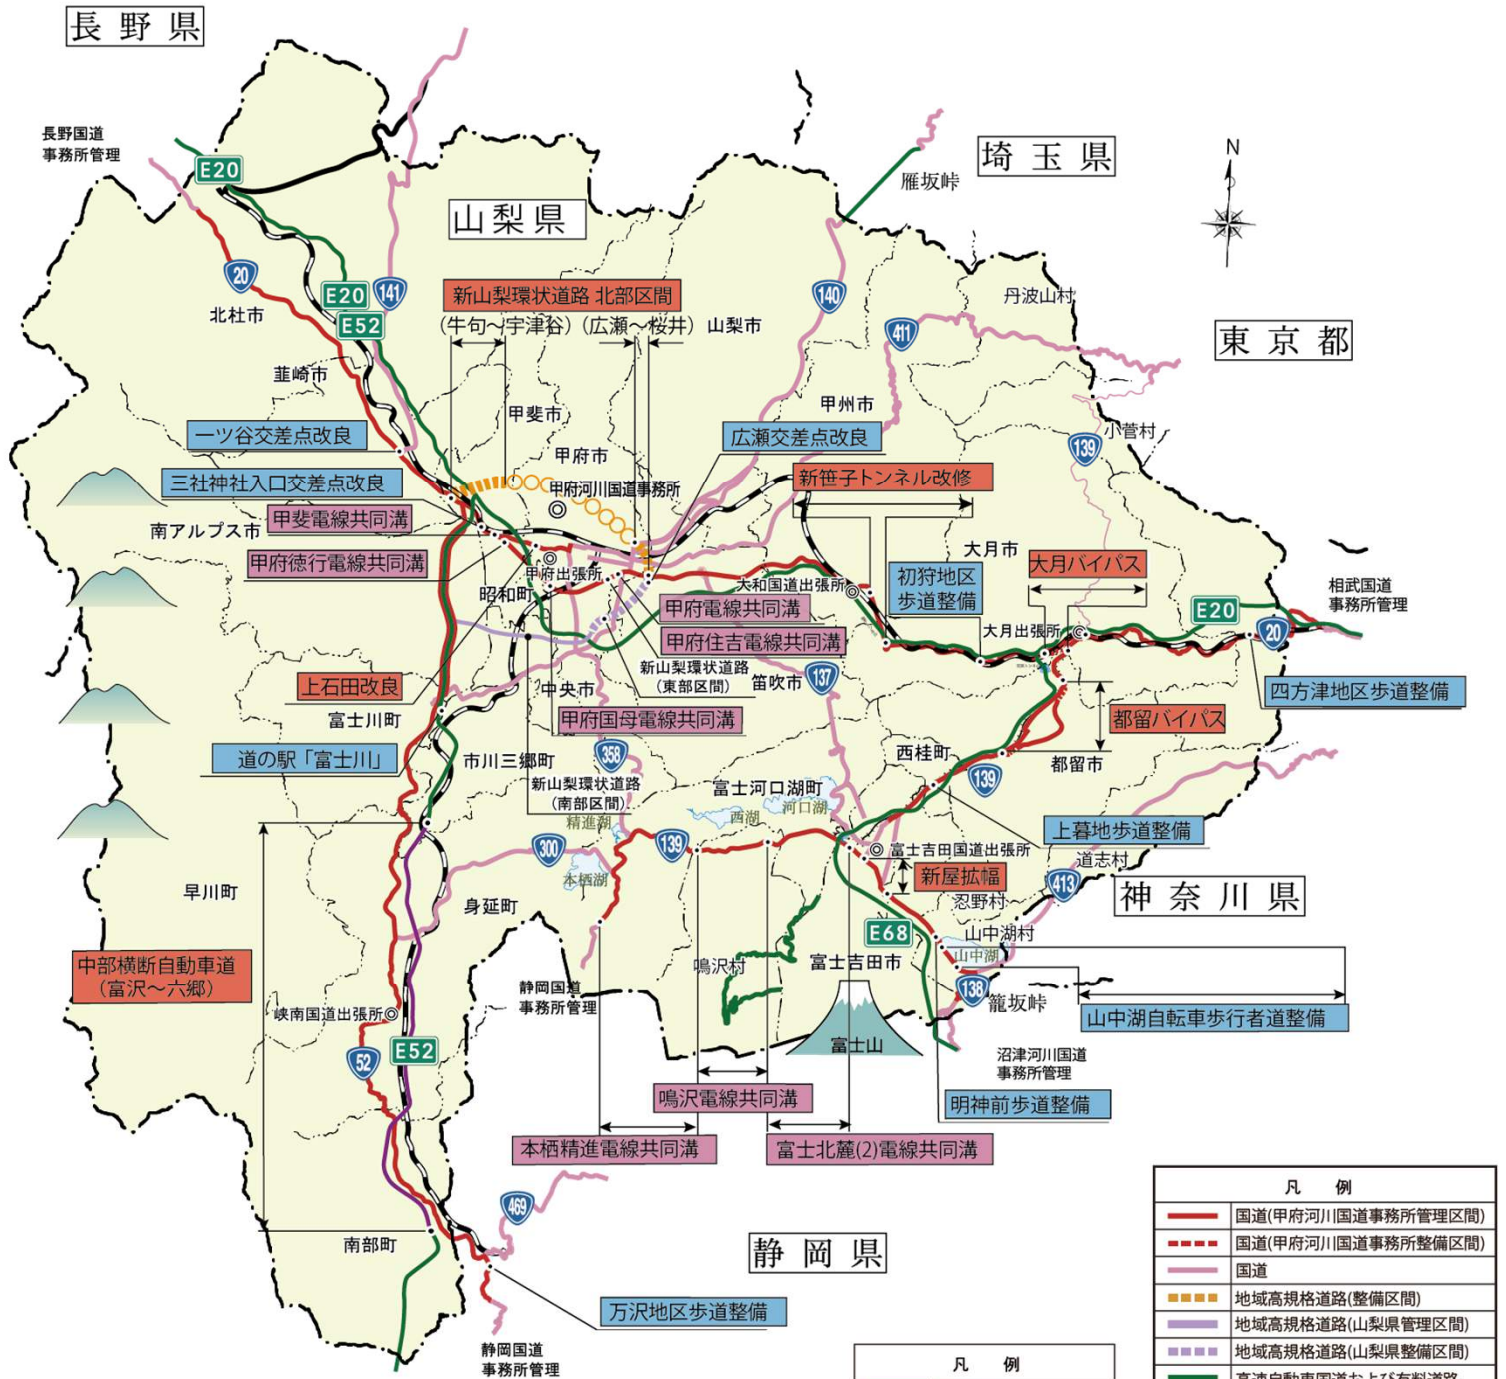 長野県
長野国道
事務所管理
E20
埼玉県
N
雁坂峠
山梨県
20
E20
141
新山梨環状道路 北部区間
140
丹波山村
北杜市
E52
(牛句～宇津谷)
(広瀬～桜井)
山梨市
411
東京都
韮崎市
甲斐市
甲州市
一ツ谷交差点改良
甲府市
広瀬交差点改良
139
小菅村
三社神社入口交差点改良
甲府河川国道事務所
新笹子トンネル改修
甲斐電線共同溝
南アルプス市
大月市
甲府徳行電線共同溝
甲府出張所
大和国道出張所
初狩地区
歩道整備
大月バイパス
相武国道
事務所管理
昭和町
甲府電線共同溝
E20
大月出張所
20
甲府住吉電線共同溝
新山梨環状道路
(東部区間)
上石田改良
中央市
笛吹市
137
四方津地区歩道整備
富士川町
甲府国母電線共同溝
都留バイパス
道の駅「富士川」
市川三郷町
358
西桂町
都留市
新山梨環状道路
(南部区間)
富士河口湖町
139
精進湖
西湖
河口湖
上暮地歩道整備
300
139
富士吉田国道出張所
道志村
本栖湖
新屋拡幅
413
神奈川県
早川町
身延町
忍野村
E68
山中湖村
中部横断自動車道
(富沢～六郷)
鳴沢村
富士吉田市
山中湖
静岡国道
事務所管理
138
籠坂峠
峡南国道出張所
山中湖自転車歩行者道整備
52
E52
富士山
沼津河川国道
事務所管理
鳴沢電線共同溝
明神前歩道整備
本栖精進電線共同溝
富士北麓(2)電線共同溝
469
南部町
静岡県
万沢地区歩道整備
静岡国道
事務所管理
凡例
凡例
国道(甲府河川国道事務所管理区間)
国道(甲府河川国道事務所整備区間)
国道
地域高規格道路(整備区間)
地域高規格道路(山梨県管理区間)
地域高規格道路(山梨県整備区間)
高速自動車国道および有料道路